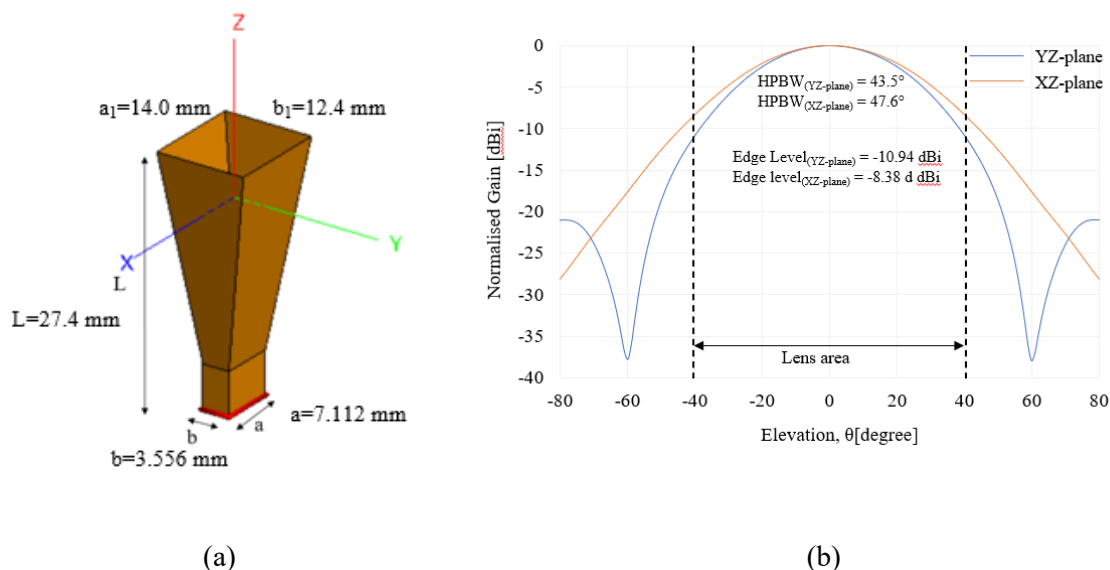 Z
a₁=14.0 mm
b₁=12.4 mm
Y
X
L
L=27.4 mm
a=7.112 mm
a
b
b=3.556 mm
(a)
Normalised Gain [dBi]
0
-5
-10
-15
-20
-25
-30
-35
-40
YZ-plane
XZ-plane
HPBW(YZ-plane) = 43.5°
HPBW(XZ-plane) = 47.6°
Edge Level(YZ-plane) = -10.94 dBi
Edge level(XZ-plane) = -8.38 d dBi
Lens area
-80 -60 -40 -20 0 20 40 60 80
Elevation, θ[degree]
(b)